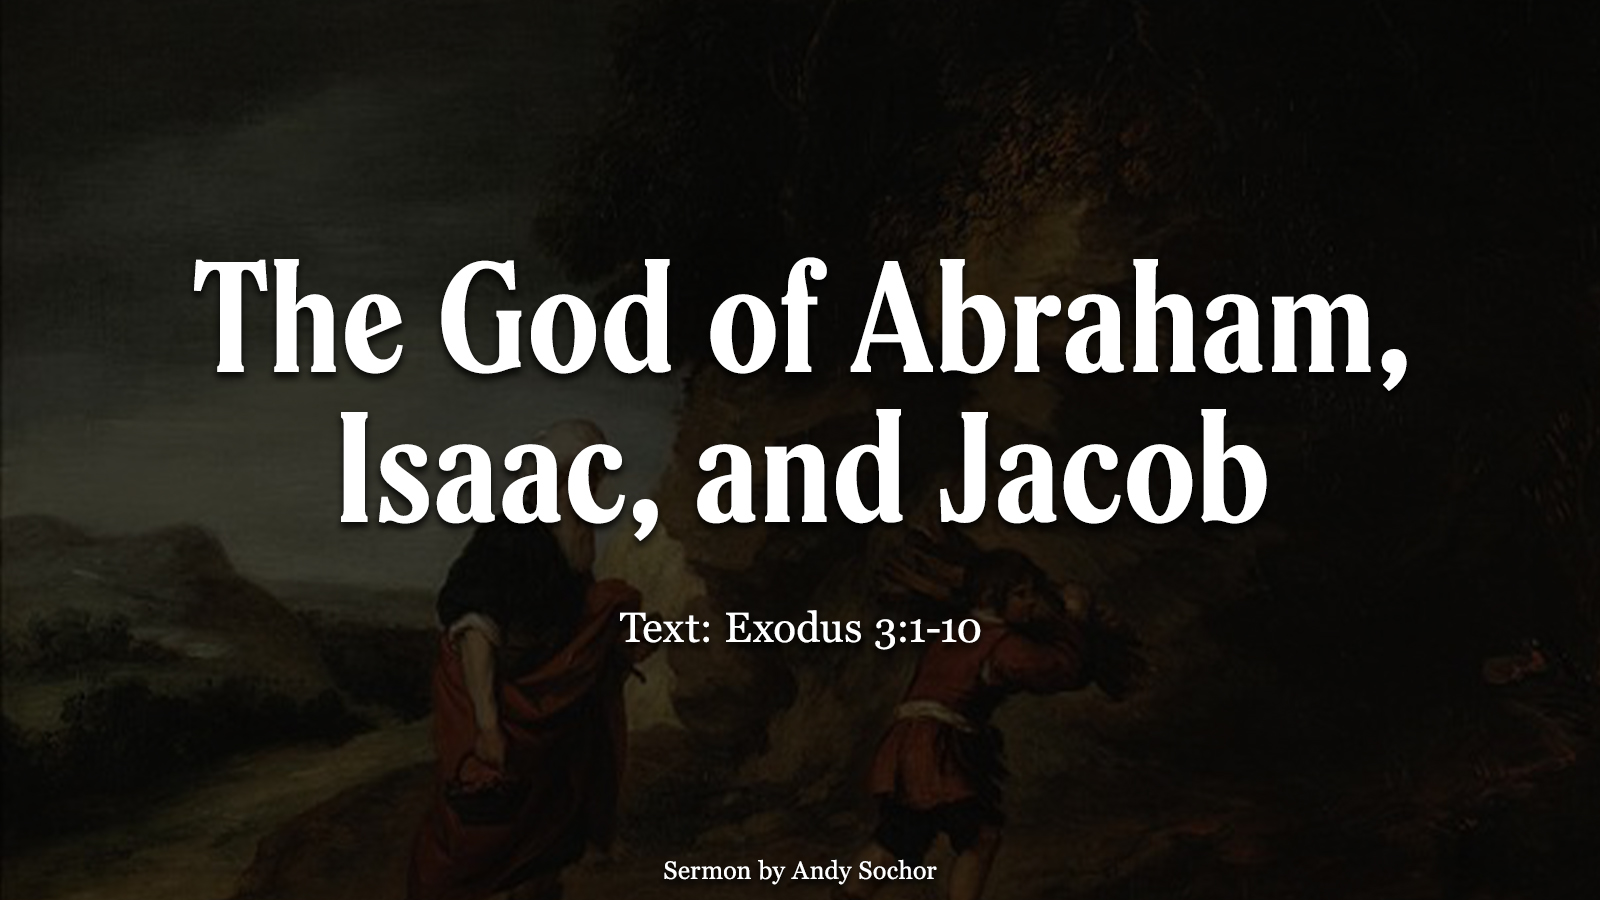 The God of Abraham,
Isaac, and Jacob
Text: Exodus 3:1-10
Sermon by Andy Sochor